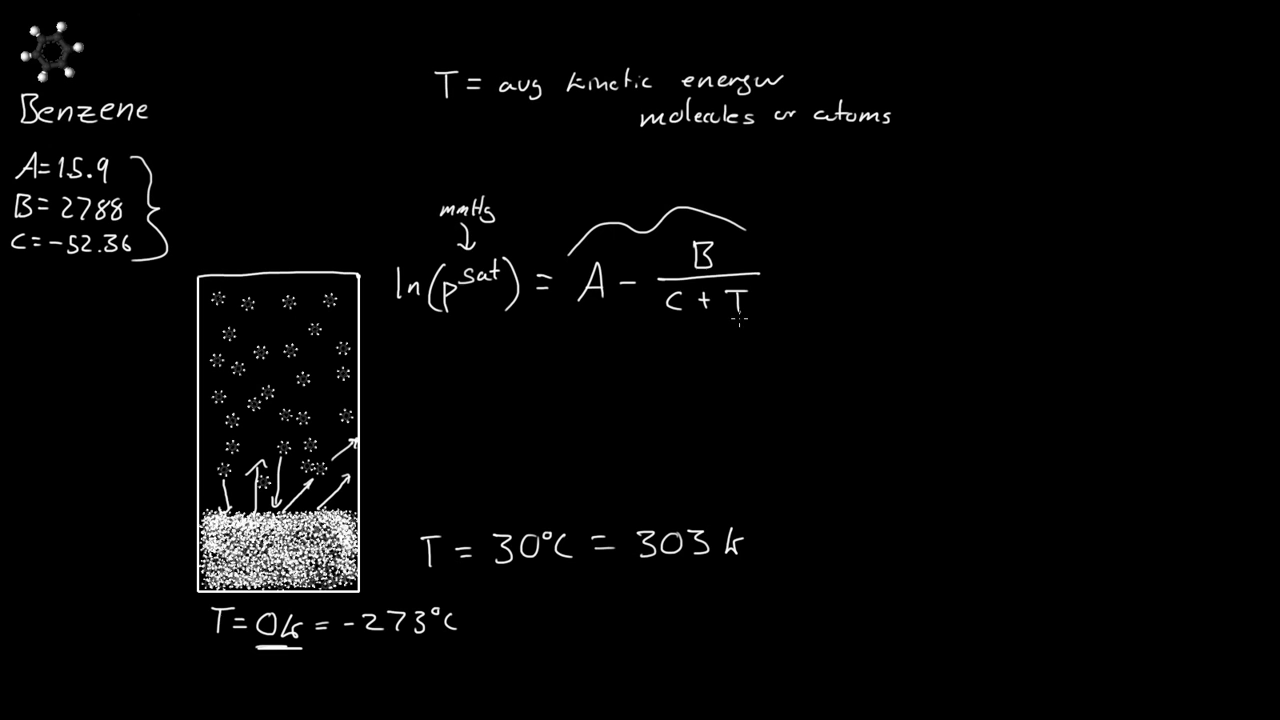 Benzene
A=15.9
B=2788
C=-52.36
T = avg kinetic energy
molecules or atoms
mmHg
ln(p^sat) = A - B/(C + T)
T = 30°C = 303 K
T=0K = -273°C